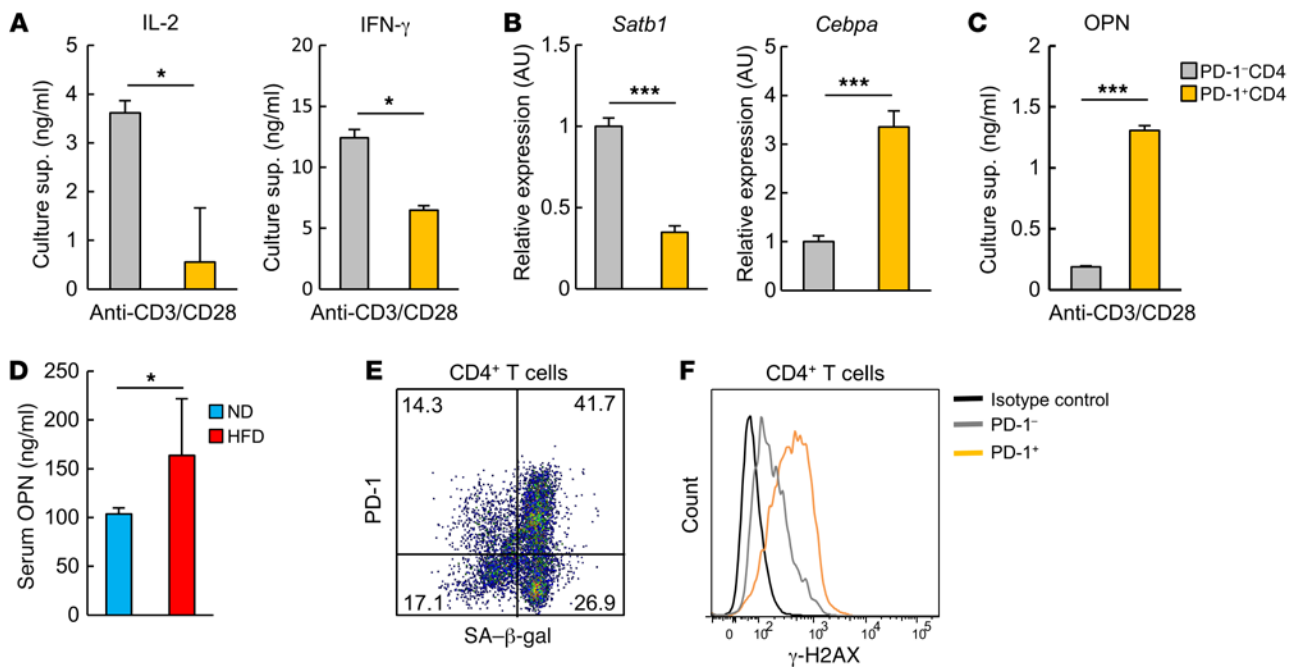 A
IL-2
Culture sup. (ng/ml)
5
4
3
2
1
0
*
Anti-CD3/CD28
IFN-γ
Culture sup. (ng/ml)
20
15
10
5
0
*
Anti-CD3/CD28
B
Satb1
Relative expression (AU)
1
0.5
0
***
Cebpa
Relative expression (AU)
5
4
3
2
1
0
***
C
OPN
Culture sup. (ng/ml)
2
1.5
1
0.5
0
***
Anti-CD3/CD28
PD-1⁻CD4
PD-1⁺CD4
D
Serum OPN (ng/ml)
250
200
150
100
50
0
*
ND
HFD
E
CD4⁺ T cells
PD-1
14.3
41.7
17.1
26.9
SA–β-gal
F
CD4⁺ T cells
Count
0 10² 10³ 10⁴ 10⁵
γ-H2AX
Isotype control
PD-1⁻
PD-1⁺